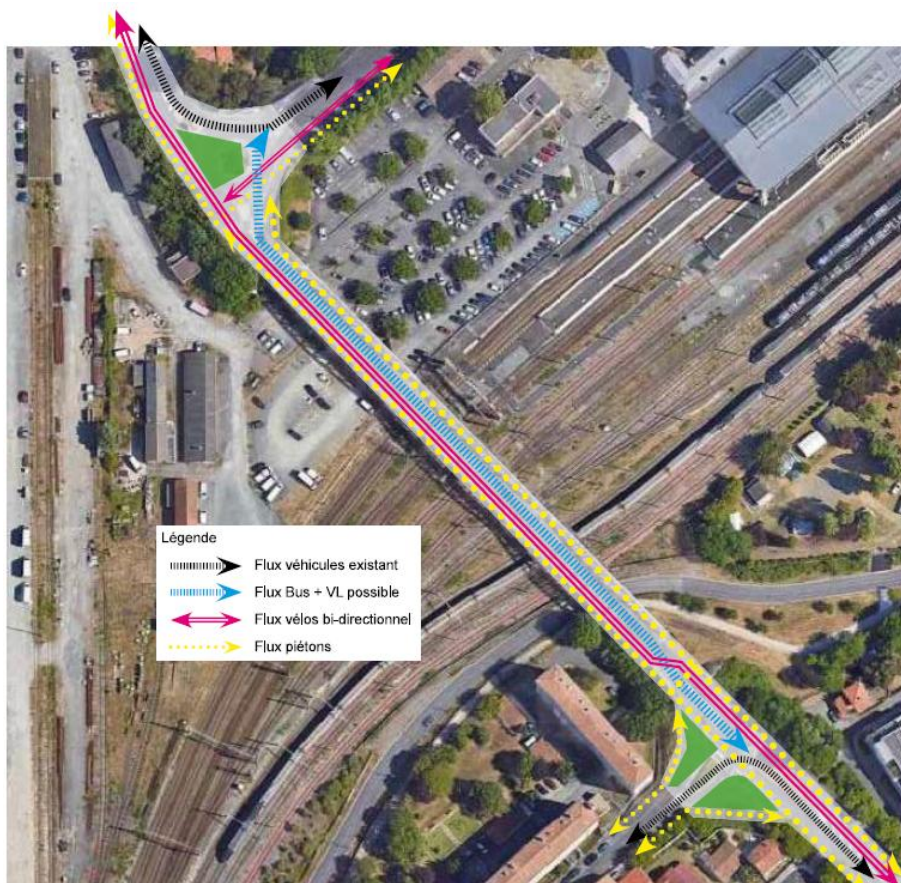 Légende
Flux véhicules existant
Flux Bus + VL possible
Flux vélos bi-directionnel
Flux piétons